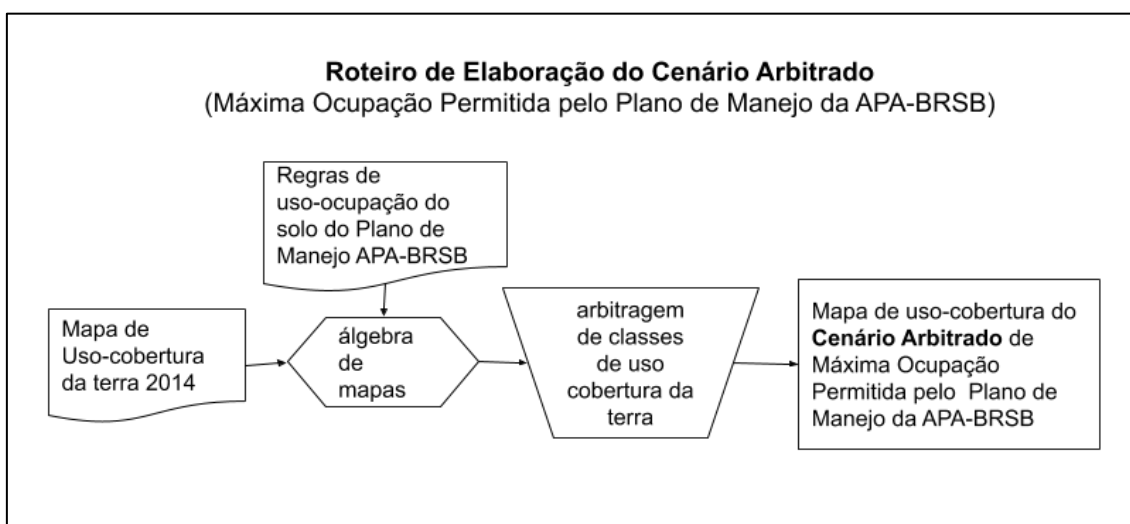 Roteiro de Elaboração do Cenário Arbitrado
(Máxima Ocupação Permitida pelo Plano de Manejo da APA-BRSB)
Regras de
uso-ocupação do
solo do Plano de
Manejo APA-BRSB
Mapa de
Uso-cobertura
da terra 2014
álgebra
de
mapas
arbitragem
de classes
de uso
cobertura da
terra
Mapa de uso-cobertura do
Cenário Arbitrado de
Máxima Ocupação
Permitida pelo Plano de
Manejo da APA-BRSB